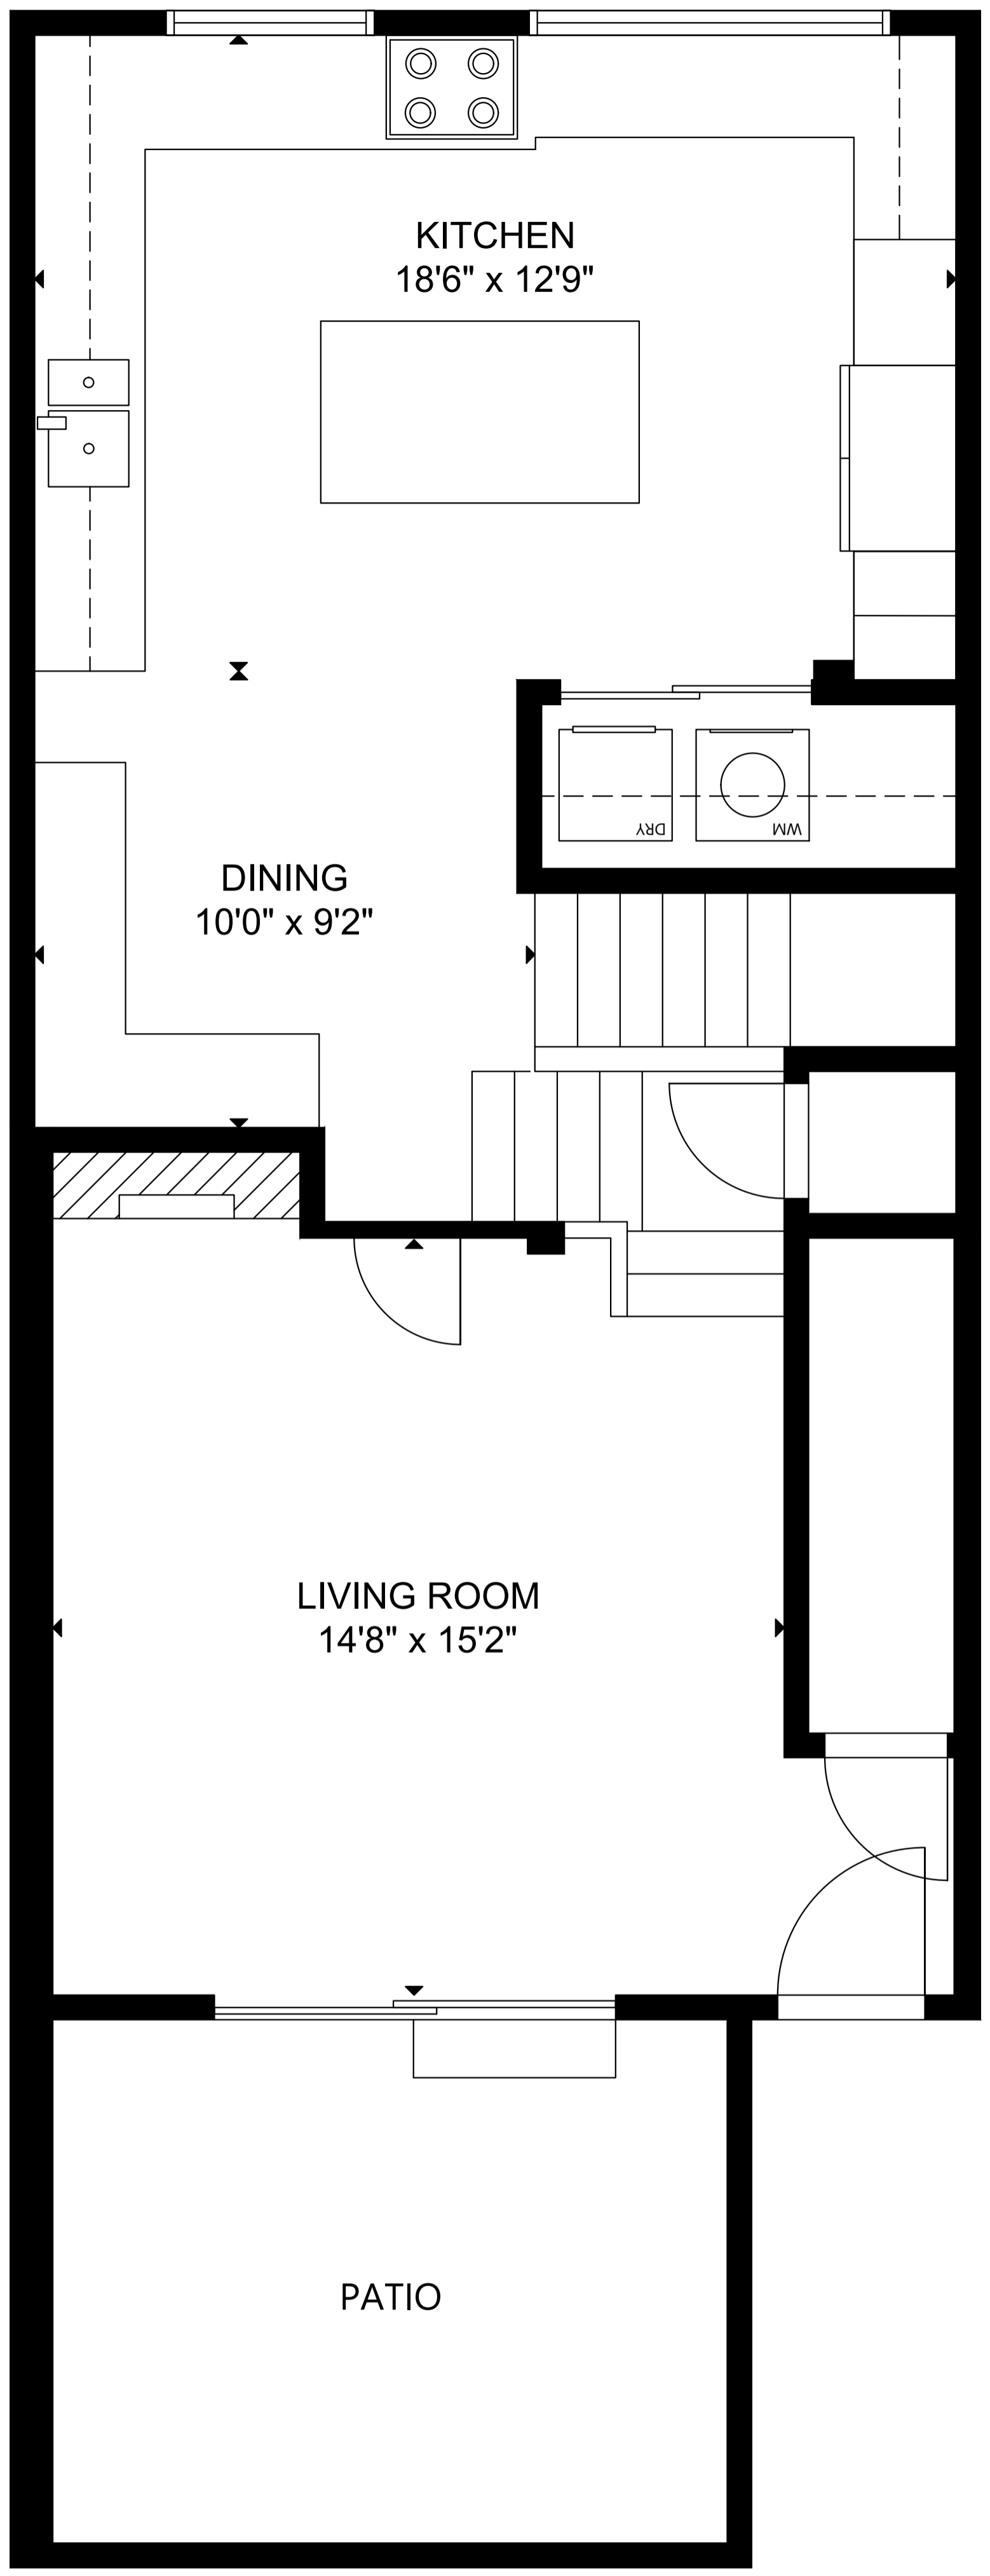 KITCHEN
18'6" x 12'9"
DRY
WM
DINING
10'0" x 9'2"
LIVING ROOM
14'8" x 15'2"
PATIO